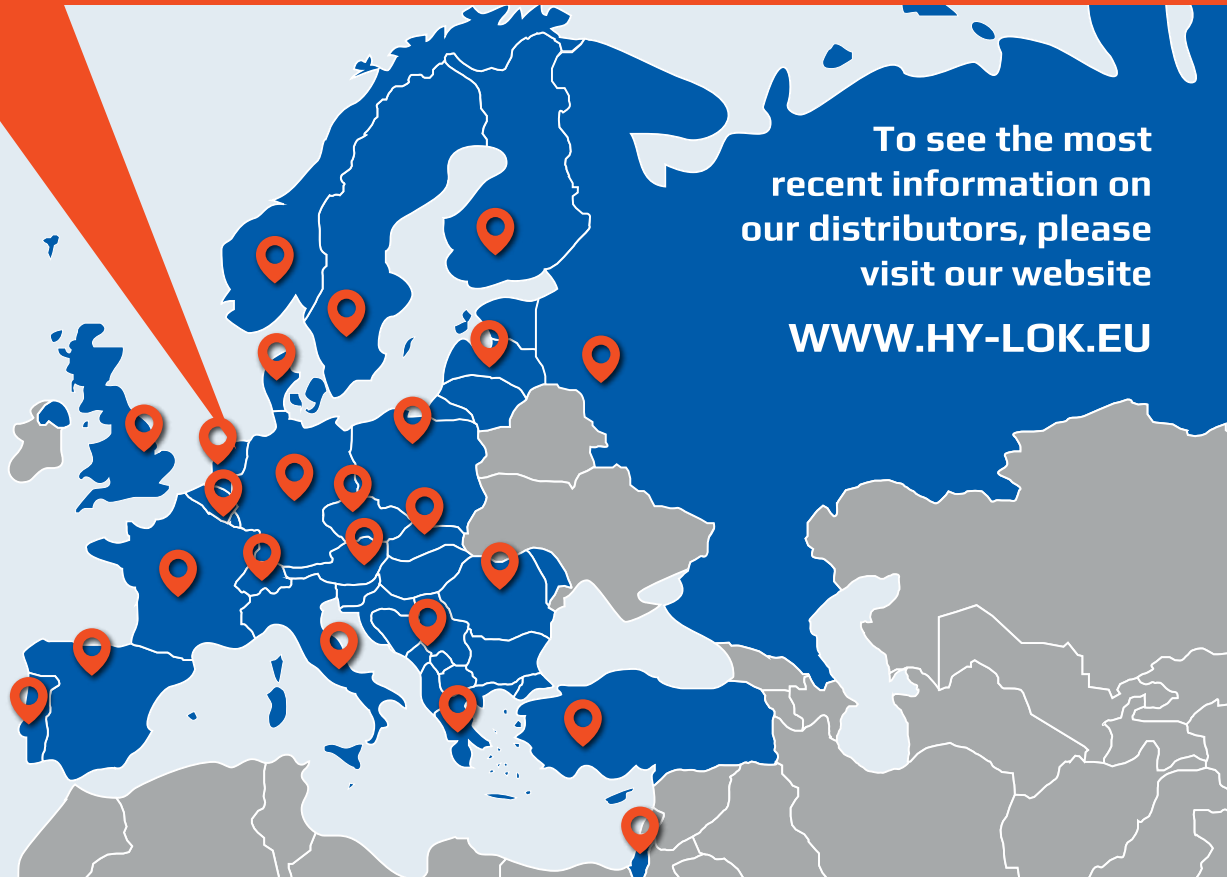 To see the most
recent information on
our distributors, please
visit our website
WWW.HY-LOK.EU